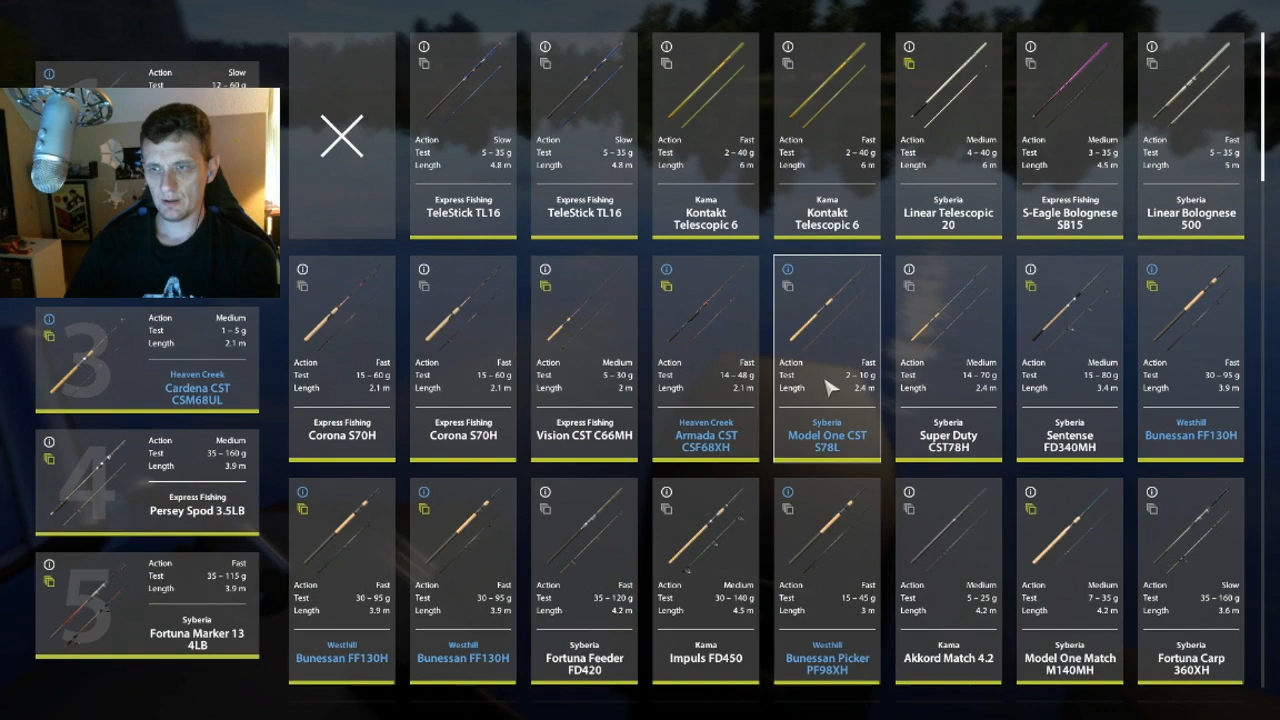 Action Slow
Test 12 – 60 g
3
Action Medium
Test 1 – 5 g
Length 2.1 m
Heaven Creek
Cardena CST
CSM68UL
4
Action Medium
Test 35 – 160 g
Length 3.9 m
Express Fishing
Persey Spod 3.5LB
5
Action Fast
Test 35 – 115 g
Length 3.9 m
Syberia
Fortuna Marker 13
4LB
Action Slow
Test 5 – 35 g
Length 4.8 m
Express Fishing
TeleStick TL16
Action Slow
Test 5 – 35 g
Length 4.8 m
Express Fishing
TeleStick TL16
Action Fast
Test 2 – 40 g
Length 6 m
Kama
Kontakt
Telescopic 6
Action Fast
Test 2 – 40 g
Length 6 m
Kama
Kontakt
Telescopic 6
Action Medium
Test 4 – 40 g
Length 6 m
Syberia
Linear Telescopic
20
Action Medium
Test 3 – 35 g
Length 4.5 m
Express Fishing
S-Eagle Bolognese
SB15
Action Fast
Test 5 – 35 g
Length 5 m
Syberia
Linear Bolognese
500
Action Fast
Test 15 – 60 g
Length 2.1 m
Express Fishing
Corona S70H
Action Fast
Test 15 – 60 g
Length 2.1 m
Express Fishing
Corona S70H
Action Medium
Test 5 – 30 g
Length 2 m
Express Fishing
Vision CST C66MH
Action Fast
Test 14 – 48 g
Length 2.1 m
Heaven Creek
Armada CST
CSF68XH
Action Fast
Test 2 – 10 g
Length 2.4 m
Syberia
Model One CST
S78L
Action Medium
Test 14 – 70 g
Length 2.4 m
Syberia
Super Duty
CST78H
Action Medium
Test 15 – 80 g
Length 3.4 m
Syberia
Sentense
FD340MH
Action Fast
Test 30 – 95 g
Length 3.9 m
Westhill
Bunessan FF130H
Action Fast
Test 30 – 95 g
Length 3.9 m
Westhill
Bunessan FF130H
Action Fast
Test 30 – 95 g
Length 3.9 m
Westhill
Bunessan FF130H
Action Fast
Test 35 – 120 g
Length 4.2 m
Syberia
Fortuna Feeder
FD420
Action Medium
Test 30 – 140 g
Length 4.5 m
Kama
Impuls FD450
Action Fast
Test 15 – 45 g
Length 3 m
Westhill
Bunessan Picker
PF98XH
Action Medium
Test 5 – 25 g
Length 4.2 m
Kama
Akkord Match 4.2
Action Medium
Test 7 – 35 g
Length 4.2 m
Syberia
Model One Match
M140MH
Action Slow
Test 35 – 160 g
Length 3.6 m
Syberia
Fortuna Carp
360XH